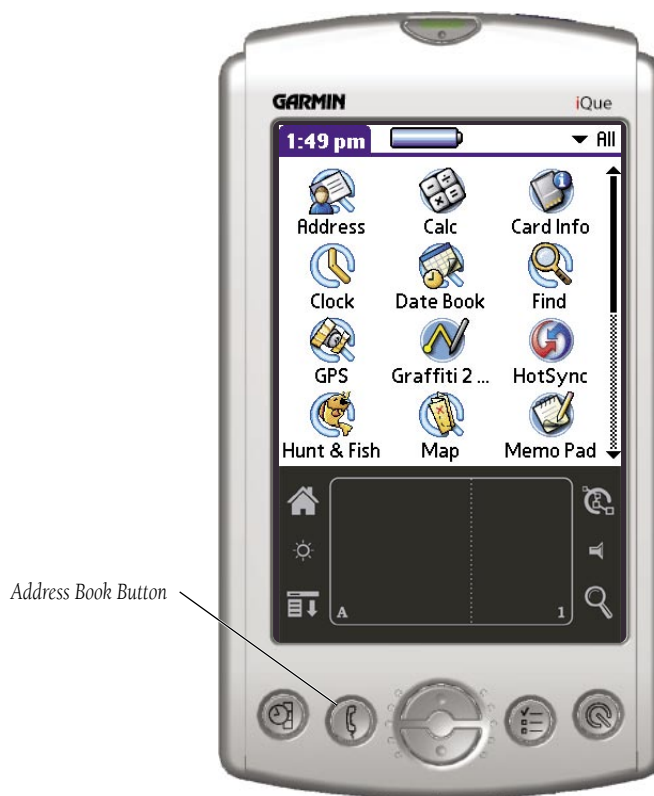 GARMIN
iQue
1:49 pm
All
Address
Calc
Card Info
Clock
Date Book
Find
GPS
Graffiti 2 ...
HotSync
Hunt & Fish
Map
Memo Pad
Address Book Button
A
1